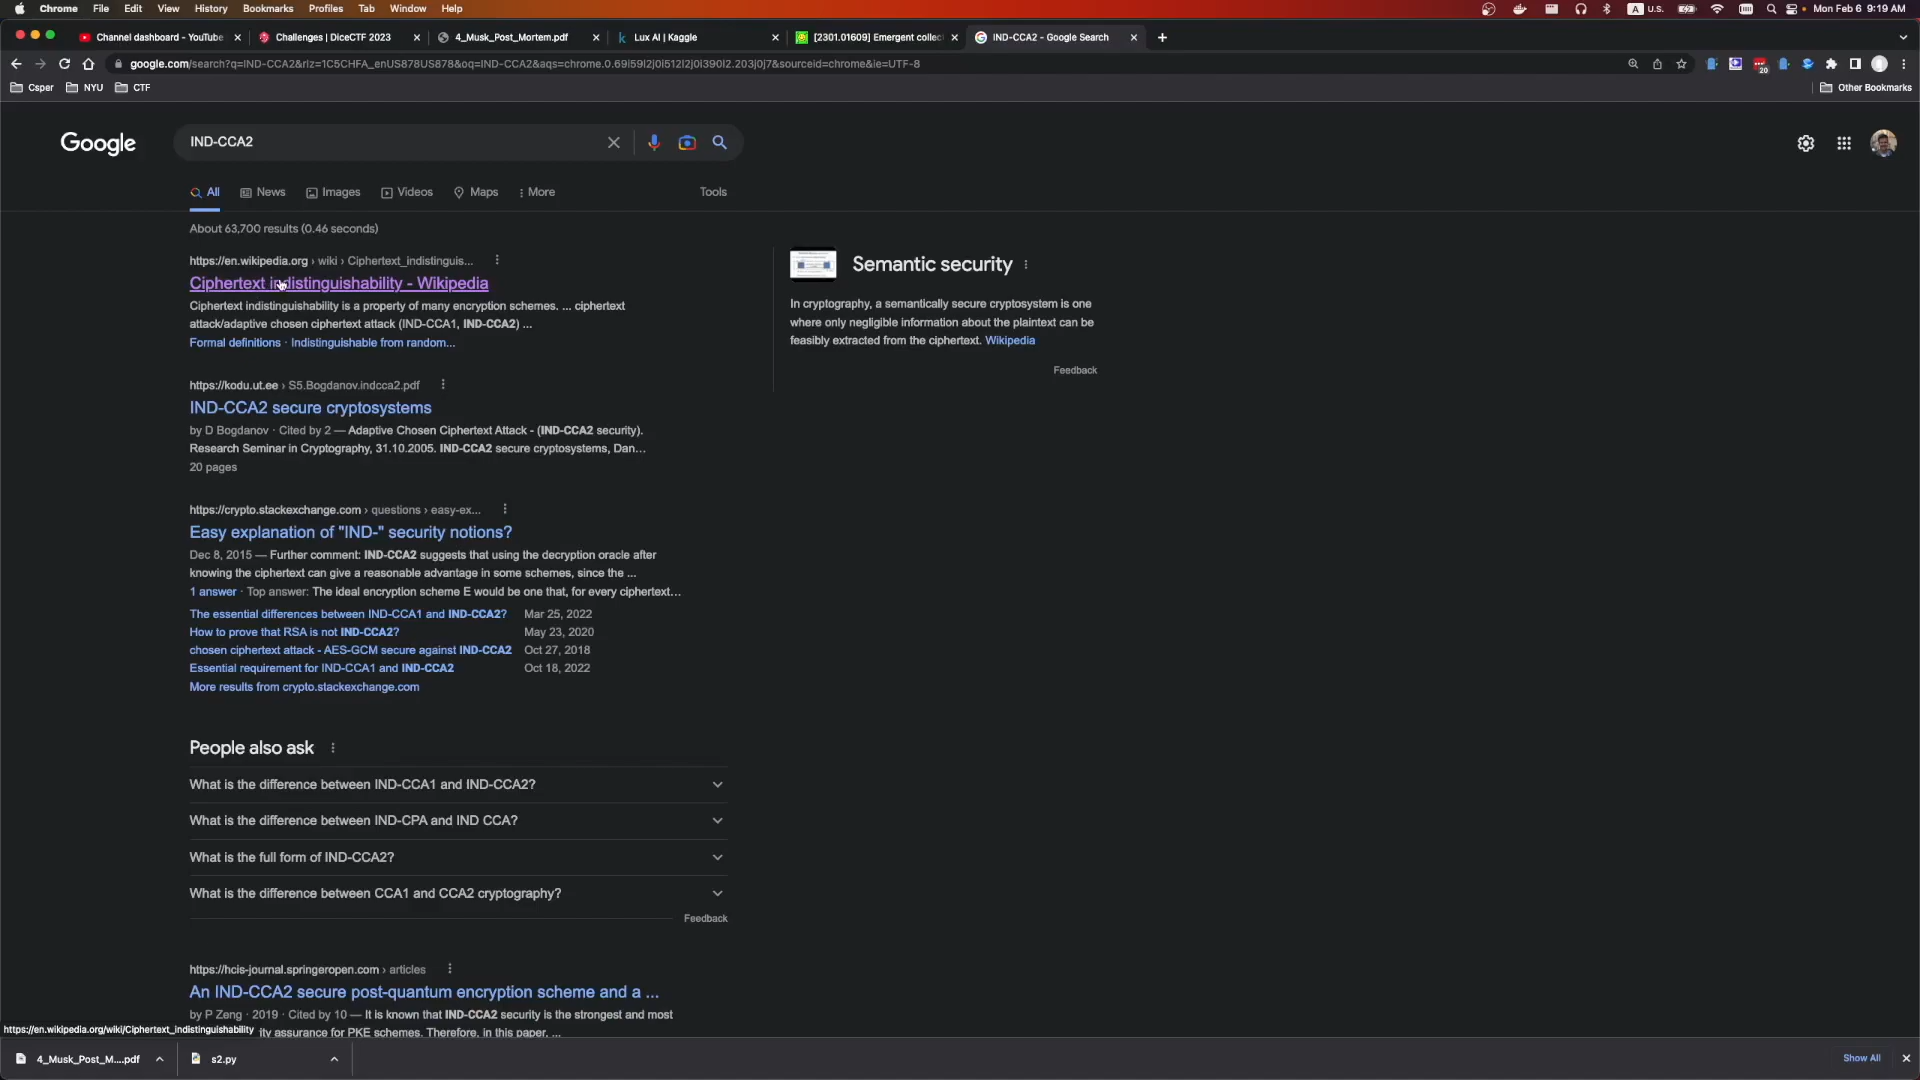 Chrome File Edit View History Bookmarks Profiles Tab Window Help A U.S. Mon Feb 6 9:19 AM
Channel dashboard - YouTube Challenges | DiceCTF 2023 4_Musk_Post_Mortem.pdf Lux AI | Kaggle [2301.01609] Emergent collec IND-CCA2 - Google Search
google.com/search?q=IND-CCA2&rlz=1C5CHFA_enUS878US878&oq=IND-CCA2&aqs=chrome.0.69i59l2j0i512l2j0i390l2.203j0j7&sourceid=chrome&ie=UTF-8 20
Csper NYU CTF Other Bookmarks
Google IND-CCA2
All News Images Videos Maps More Tools
About 63,700 results (0.46 seconds)
https://en.wikipedia.org › wiki › Ciphertext_indistinguis...
Ciphertext indistinguishability - Wikipedia
Ciphertext indistinguishability is a property of many encryption schemes. ... ciphertext
attack/adaptive chosen ciphertext attack (IND-CCA1, IND-CCA2) ...
Formal definitions · Indistinguishable from random...
Semantic security
In cryptography, a semantically secure cryptosystem is one
where only negligible information about the plaintext can be
feasibly extracted from the ciphertext. Wikipedia
Feedback
https://kodu.ut.ee › S5.Bogdanov.indcca2.pdf
IND-CCA2 secure cryptosystems
by D Bogdanov · Cited by 2 — Adaptive Chosen Ciphertext Attack - (IND-CCA2 security).
Research Seminar in Cryptography, 31.10.2005. IND-CCA2 secure cryptosystems, Dan...
20 pages
https://crypto.stackexchange.com › questions › easy-ex...
Easy explanation of "IND-" security notions?
Dec 8, 2015 — Further comment: IND-CCA2 suggests that using the decryption oracle after
knowing the ciphertext can give a reasonable advantage in some schemes, since the ...
1 answer · Top answer: The ideal encryption scheme E would be one that, for every ciphertext...
The essential differences between IND-CCA1 and IND-CCA2? Mar 25, 2022
How to prove that RSA is not IND-CCA2? May 23, 2020
chosen ciphertext attack - AES-GCM secure against IND-CCA2 Oct 27, 2018
Essential requirement for IND-CCA1 and IND-CCA2 Oct 18, 2022
More results from crypto.stackexchange.com
People also ask
What is the difference between IND-CCA1 and IND-CCA2?
What is the difference between IND-CPA and IND CCA?
What is the full form of IND-CCA2?
What is the difference between CCA1 and CCA2 cryptography?
Feedback
https://hcis-journal.springeropen.com › articles
An IND-CCA2 secure post-quantum encryption scheme and a ...
by P Zeng · 2019 · Cited by 10 — It is known that IND-CCA2 security is the strongest and most
https://en.wikipedia.org/wiki/Ciphertext_indistinguishability ity assurance for PKE schemes. Therefore, in this paper, ...
4_Musk_Post_M....pdf s2.py Show All